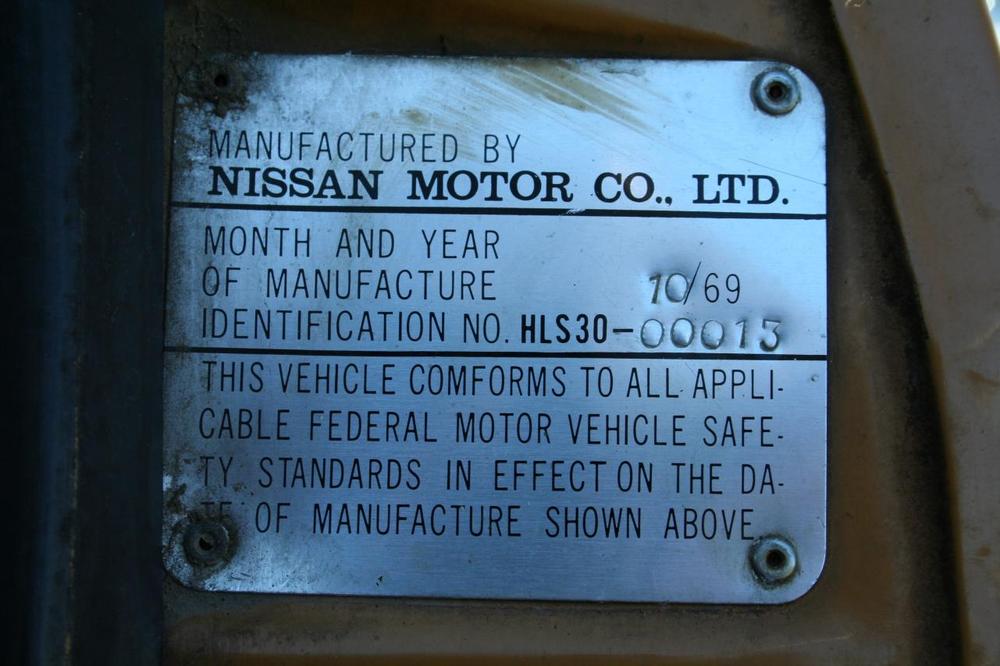 MANUFACTURED BY
NISSAN MOTOR CO., LTD.
MONTH AND YEAR
OF MANUFACTURE 10/69
IDENTIFICATION NO. HLS30-00013
THIS VEHICLE COMFORMS TO ALL APPLI-
CABLE FEDERAL MOTOR VEHICLE SAFE-
TY STANDARDS IN EFFECT ON THE DA-
TE OF MANUFACTURE SHOWN ABOVE.